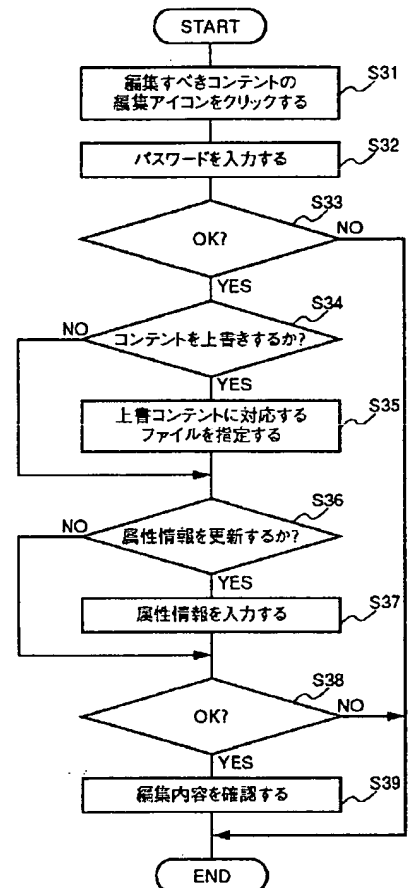 START
編集すべきコンテントの
編集アイコンをクリックする
S31
パスワードを入力する
S32
S33
OK?
NO
YES
S34
NO
コンテントを上書きするか?
YES
上書コンテントに対応する
ファイルを指定する
S35
S36
NO
属性情報を更新するか?
YES
属性情報を入力する
S37
S38
OK?
NO
YES
編集内容を確認する
S39
END